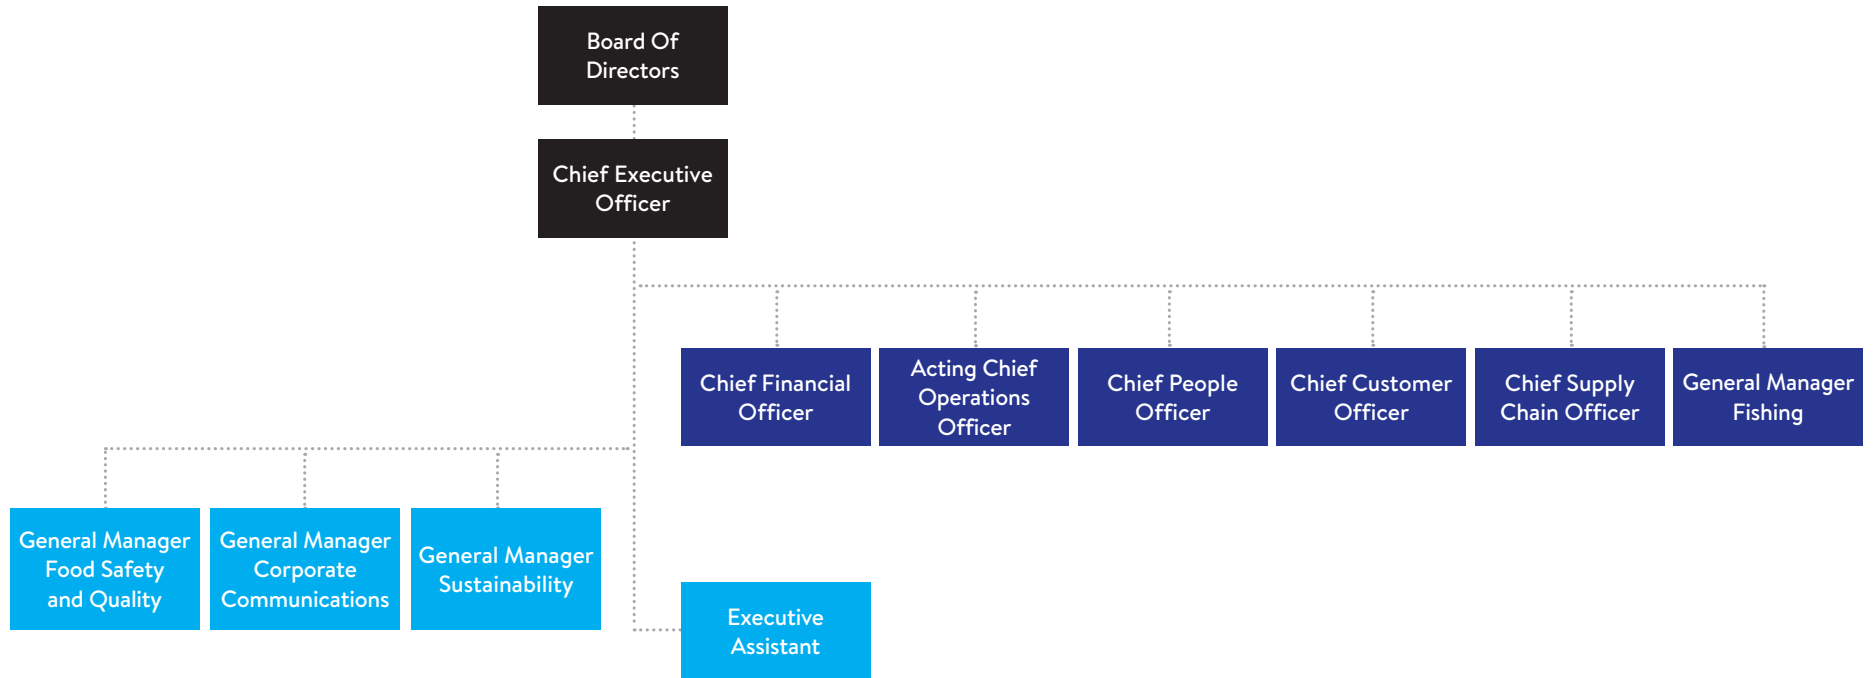 Board Of
Directors
Chief Executive
Officer
Chief Financial
Officer
Acting Chief
Operations
Officer
Chief People
Officer
Chief Customer
Officer
Chief Supply
Chain Officer
General Manager
Fishing
General Manager
Food Safety
and Quality
General Manager
Corporate
Communications
General Manager
Sustainability
Executive
Assistant